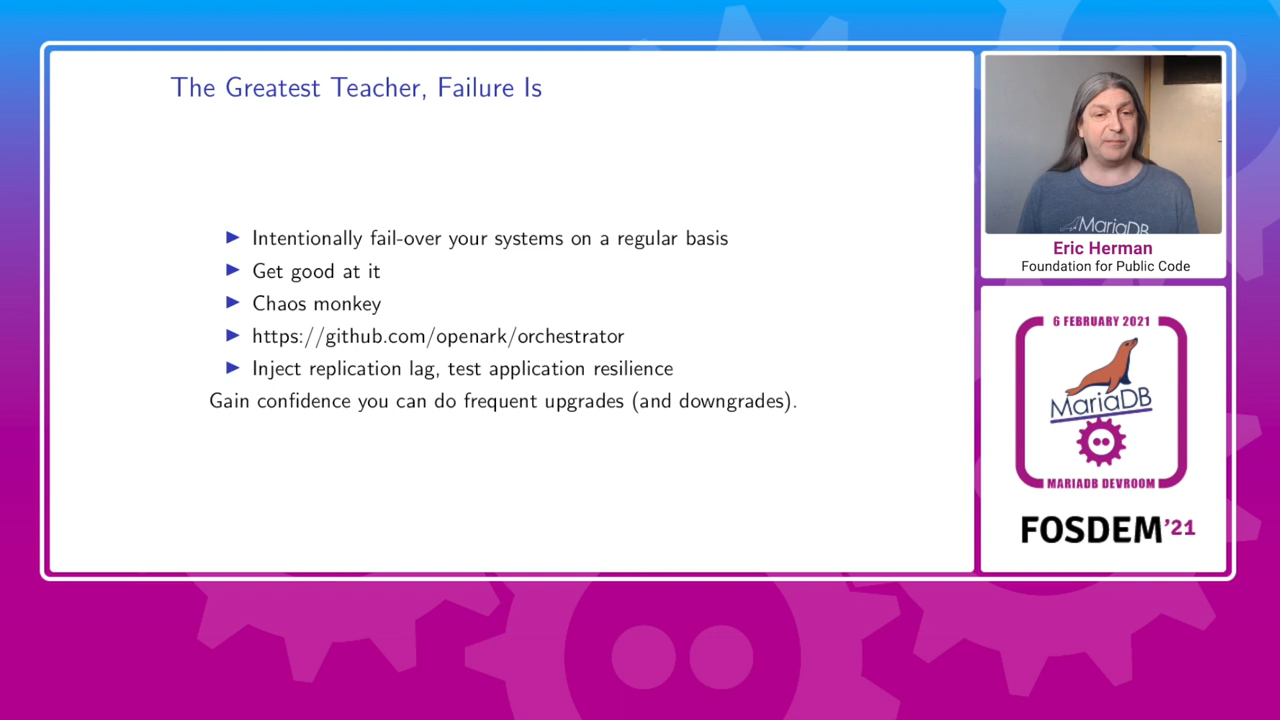 The Greatest Teacher, Failure Is
▶ Intentionally fail-over your systems on a regular basis
▶ Get good at it
▶ Chaos monkey
▶ https://github.com/openark/orchestrator
▶ Inject replication lag, test application resilience
Gain confidence you can do frequent upgrades (and downgrades).
MariaDB
Eric Herman
Foundation for Public Code
6 FEBRUARY 2021
MariaDB
MARIADB DEVROOM
FOSDEM'21